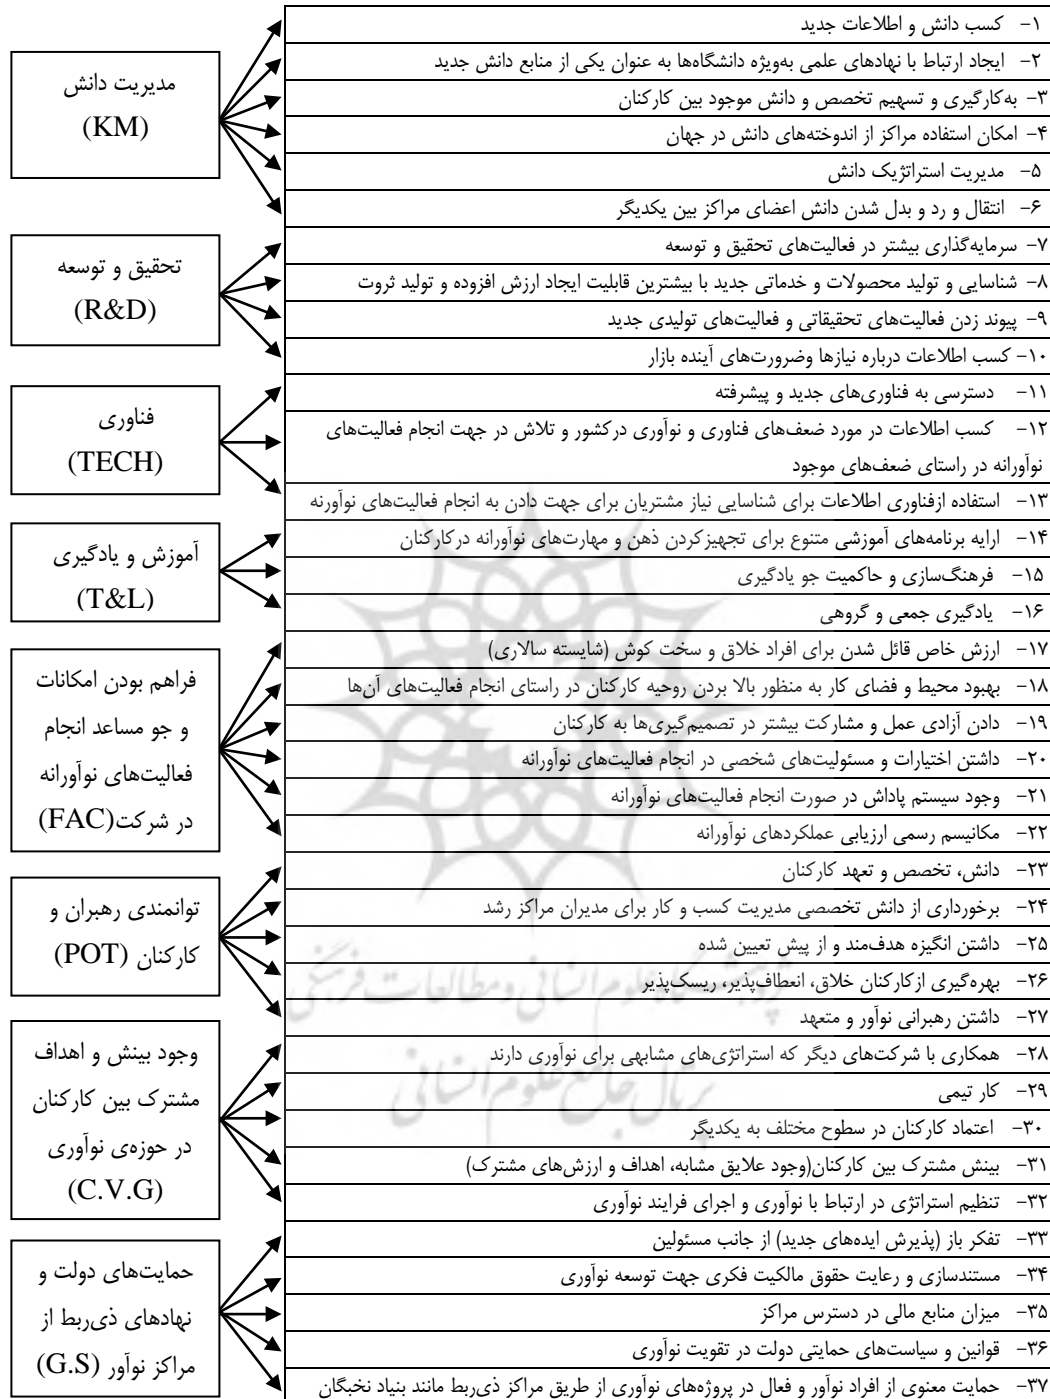 ۱- کسب دانش و اطلاعات جدید
۲- ایجاد ارتباط با نهادهای علمی به‌ویژه دانشگاه‌ها به عنوان یکی از منابع دانش جدید
۳- به‌کارگیری و تسهیم تخصص و دانش موجود بین کارکنان
۴- امکان استفاده مراکز از اندوخته‌های دانش در جهان
۵- مدیریت استراتژیک دانش
۶- انتقال و رد و بدل شدن دانش اعضای مراکز بین یکدیگر
مدیریت دانش
(KM)
۷- سرمایه‌گذاری بیشتر در فعالیت‌های تحقیق و توسعه
۸- شناسایی و تولید محصولات و خدماتی جدید با بیشترین قابلیت ایجاد ارزش افزوده و تولید ثروت
۹- پیوند زدن فعالیت‌های تحقیقاتی و فعالیت‌های تولیدی جدید
۱۰- کسب اطلاعات درباره نیازها وضرورت‌های آینده بازار
تحقیق و توسعه
(R&D)
۱۱- دسترسی به فناوری‌های جدید و پیشرفته
۱۲- کسب اطلاعات در مورد ضعف‌های فناوری و نوآوری درکشور و تلاش در جهت انجام فعالیت‌های
نوآورانه در راستای ضعف‌های موجود
۱۳- استفاده ازفناوری اطلاعات برای شناسایی نیاز مشتریان برای جهت دادن به انجام فعالیت‌های نوآورنه
فناوری
(TECH)
۱۴- ارایه برنامه‌های آموزشی متنوع برای تجهیزکردن ذهن و مهارت‌های نوآورانه درکارکنان
۱۵- فرهنگ‌سازی و حاکمیت جو یادگیری
۱۶- یادگیری جمعی و گروهی
آموزش و یادگیری
(T&L)
۱۷- ارزش خاص قائل شدن برای افراد خلاق و سخت کوش (شایسته سالاری)
۱۸- بهبود محیط و فضای کار به منظور بالا بردن روحیه کارکنان در راستای انجام فعالیت‌های آن‌ها
۱۹- دادن آزادی عمل و مشارکت بیشتر در تصمیم‌گیری‌ها به کارکنان
۲۰- داشتن اختیارات و مسئولیت‌های شخصی در انجام فعالیت‌های نوآورانه
۲۱- وجود سیستم پاداش در صورت انجام فعالیت‌های نوآورانه
۲۲- مکانیسم رسمی ارزیابی عملکردهای نوآورانه
فراهم بودن امکانات
و جو مساعد انجام
فعالیت‌های نوآورانه
در شرکت(FAC)
۲۳- دانش، تخصص و تعهد کارکنان
۲۴- برخورداری از دانش تخصصی مدیریت کسب و کار برای مدیران مراکز رشد
۲۵- داشتن انگیزه هدف‌مند و از پیش تعیین شده
۲۶- بهره‌گیری ازکارکنان خلاق، انعطاف‌پذیر، ریسک‌پذیر
۲۷- داشتن رهبرانی نوآور و متعهد
توانمندی رهبران و
کارکنان (POT)
۲۸- همکاری با شرکت‌های دیگر که استراتژی‌های مشابهی برای نوآوری دارند
۲۹- کار تیمی
۳۰- اعتماد کارکنان در سطوح مختلف به یکدیگر
۳۱- بینش مشترک بین کارکنان(وجود علایق مشابه، اهداف و ارزش‌های مشترک)
۳۲- تنظیم استراتژی در ارتباط با نوآوری و اجرای فرایند نوآوری
وجود بینش و اهداف
مشترک بین کارکنان
در حوزه‌ی نوآوری
(C.V.G)
۳۳- تفکر باز (پذیرش ایده‌های جدید) از جانب مسئولین
۳۴- مستندسازی و رعایت حقوق مالکیت فکری جهت توسعه نوآوری
۳۵- میزان منابع مالی در دسترس مراکز
۳۶- قوانین و سیاست‌های حمایتی دولت در تقویت نوآوری
۳۷- حمایت معنوی از افراد نوآور و فعال در پروژه‌های نوآوری از طریق مراکز ذی‌ربط مانند بنیاد نخبگان
حمایت‌های دولت و
نهادهای ذی‌ربط از
مراکز نوآور (G.S)
پژوهشگاه علوم انسانی و مطالعات فرهنگی
پرتال جامع علوم انسانی